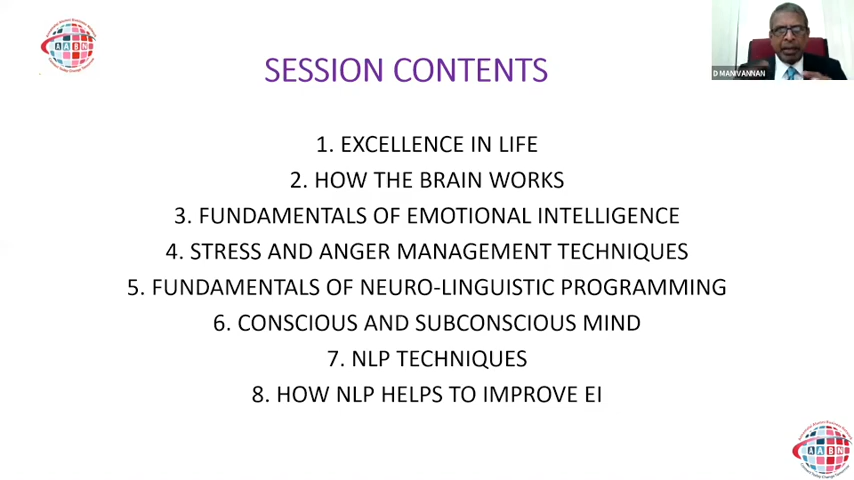 AABN
SESSION CONTENTS
D MANIVANNAN
1. EXCELLENCE IN LIFE
2. HOW THE BRAIN WORKS
3. FUNDAMENTALS OF EMOTIONAL INTELLIGENCE
4. STRESS AND ANGER MANAGEMENT TECHNIQUES
5. FUNDAMENTALS OF NEURO-LINGUISTIC PROGRAMMING
6. CONSCIOUS AND SUBCONSCIOUS MIND
7. NLP TECHNIQUES
8. HOW NLP HELPS TO IMPROVE EI
AABN